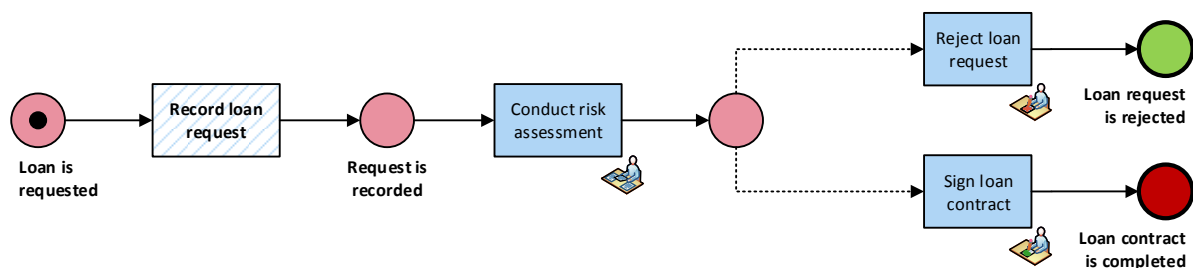 Loan is
requested
Record loan
request
Request is
recorded
Conduct risk
assessment
Reject loan
request
Loan request
is rejected
Sign loan
contract
Loan contract
is completed